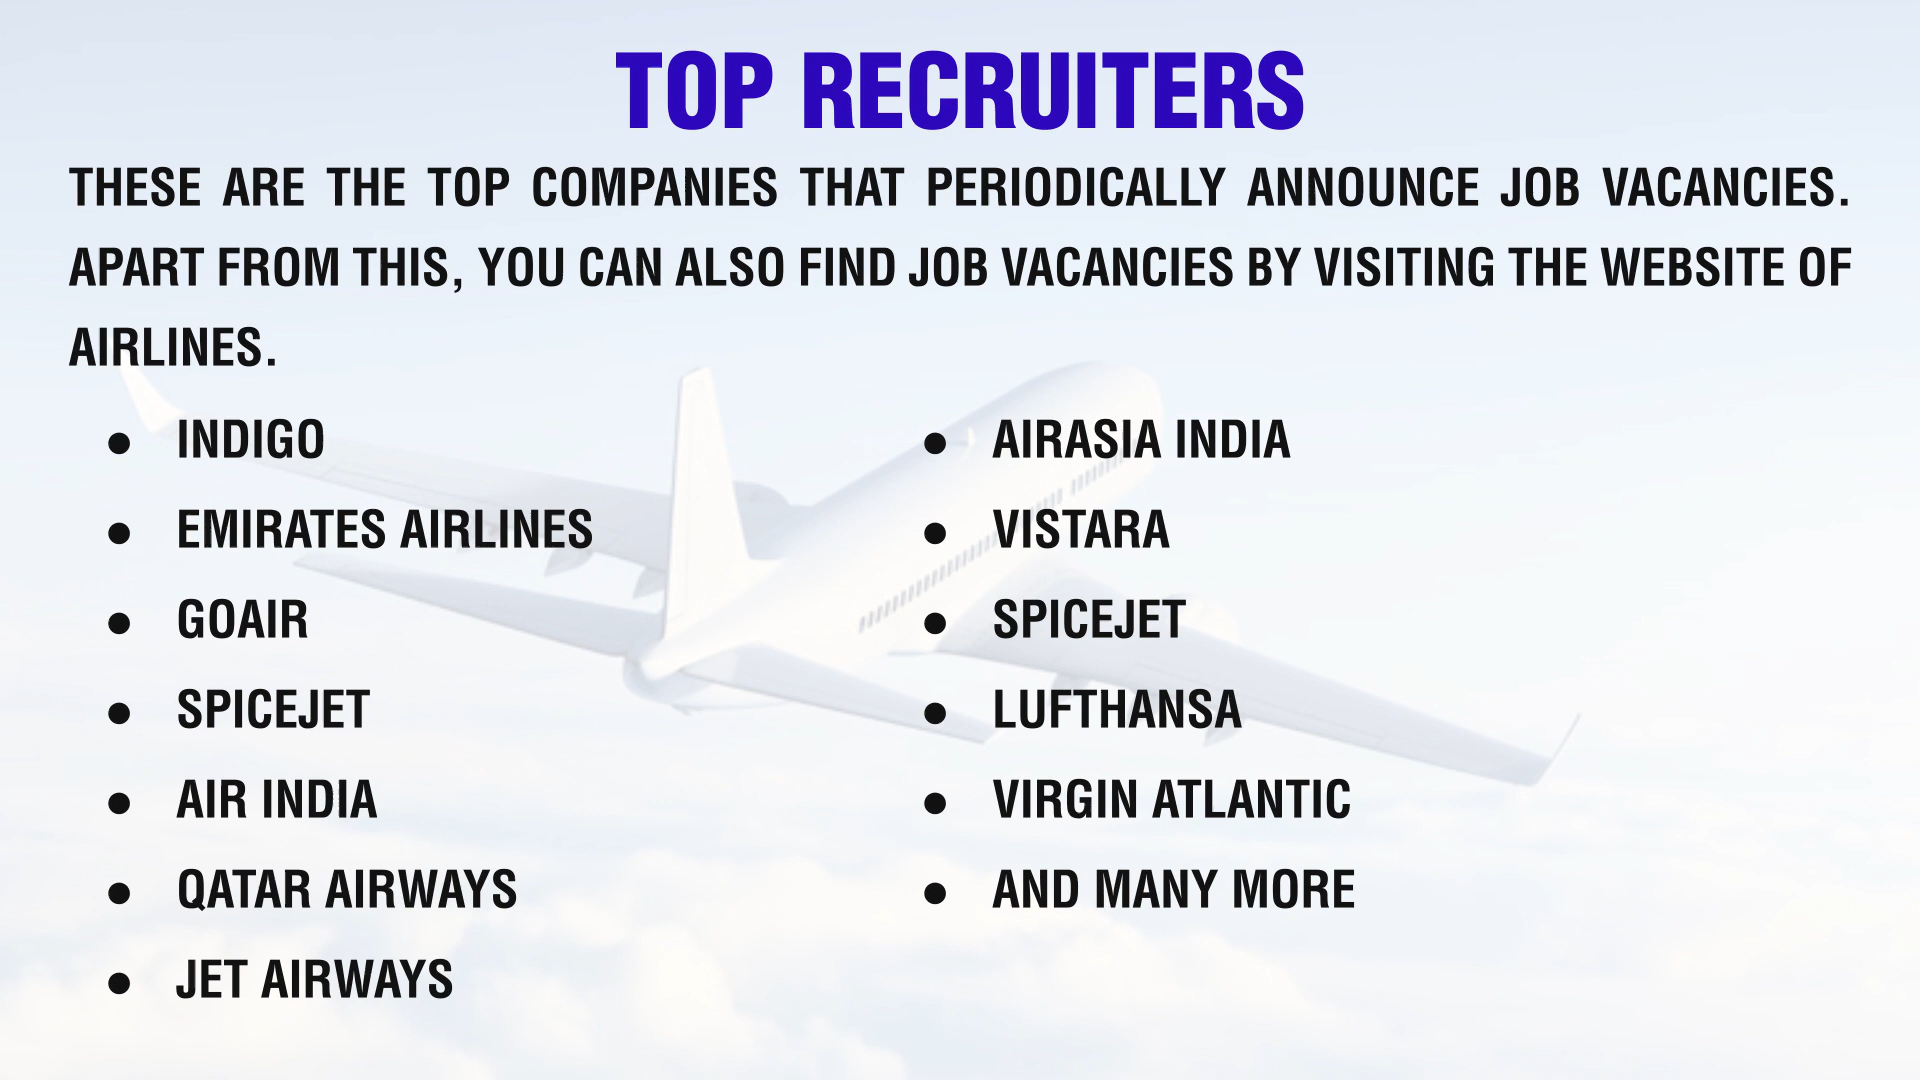 TOP RECRUITERS
THESE ARE THE TOP COMPANIES THAT PERIODICALLY ANNOUNCE JOB VACANCIES.
APART FROM THIS, YOU CAN ALSO FIND JOB VACANCIES BY VISITING THE WEBSITE OF
AIRLINES.
● INDIGO
● EMIRATES AIRLINES
● GOAIR
● SPICEJET
● AIR INDIA
● QATAR AIRWAYS
● JET AIRWAYS
● AIRASIA INDIA
● VISTARA
● SPICEJET
● LUFTHANSA
● VIRGIN ATLANTIC
● AND MANY MORE